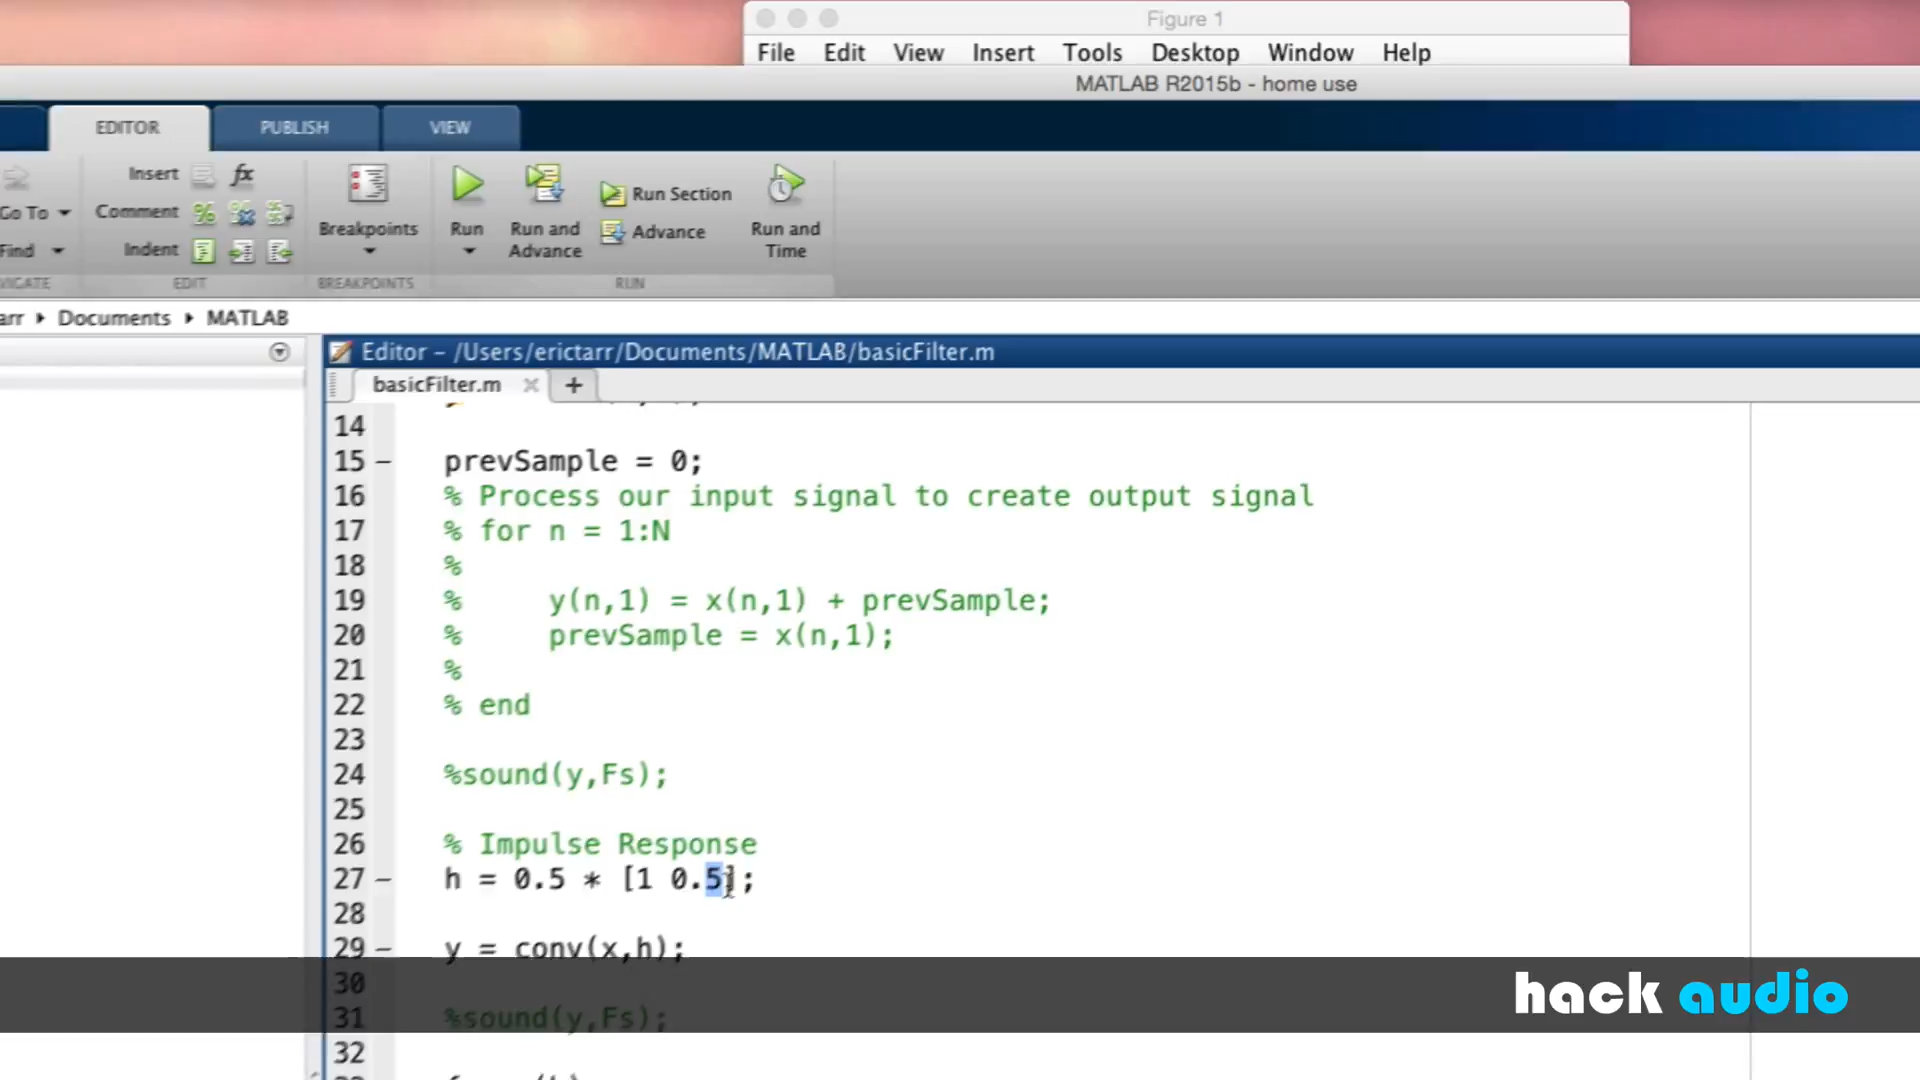 Figure 1
File Edit View Insert Tools Desktop Window Help
MATLAB R2015b - home use
EDITOR PUBLISH VIEW
Insert fx
Go To Comment
Find Indent
Breakpoints
Run
Run and Advance
Run Section
Advance
Run and Time
EDIT BREAKPOINTS RUN
Documents ▸ MATLAB
Editor – /Users/erictarr/Documents/MATLAB/basicFilter.m
basicFilter.m × +
14
15 – prevSample = 0;
16 % Process our input signal to create output signal
17 % for n = 1:N
18 %
19 %     y(n,1) = x(n,1) + prevSample;
20 %     prevSample = x(n,1);
21 %
22 % end
23
24 %sound(y,Fs);
25
26 % Impulse Response
27 – h = 0.5 * [1 0.5];
28
29 – y = conv(x,h);
30
31 %sound(y,Fs);
32
hack audio